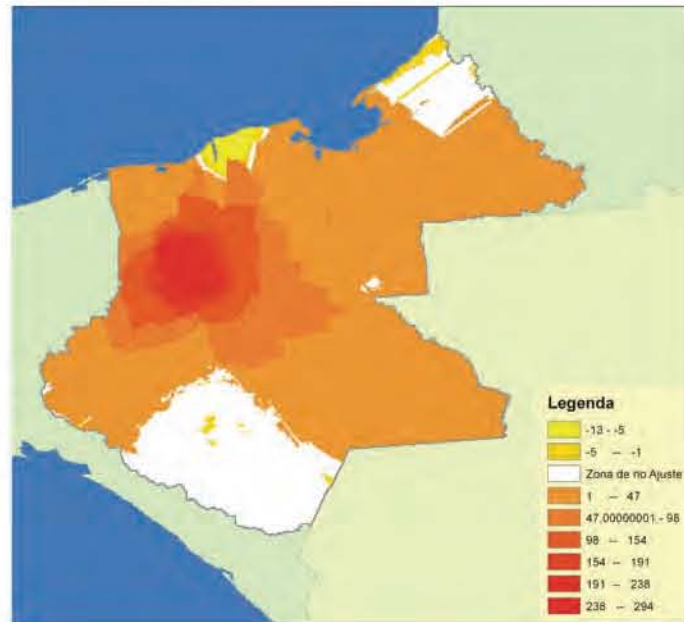 Legenda
-13 - -5
-5 -- -1
Zona de no Ajuste
1 -- 47
47,00000001 - 98
98 -- 154
154 -- 191
191 -- 238
238 -- 294